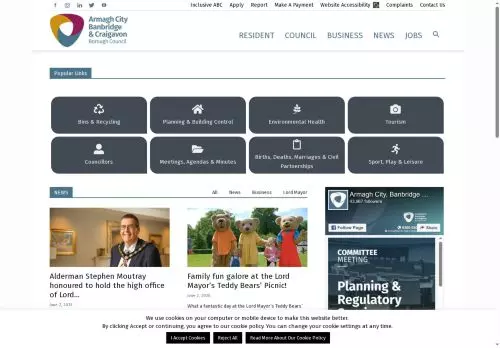 Inclusive ABC Apply Report Make A Payment Website Accessibility Complaints Contact Us
Armagh City
Banbridge
& Craigavon
Borough Council
RESIDENT COUNCIL BUSINESS NEWS JOBS
Popular Links
Bins & Recycling
Planning & Building Control
Environmental Health
Tourism
Councillors
Meetings, Agendas & Minutes
Births, Deaths, Marriages & Civil
Partnerships
Sport, Play & Leisure
NEWS
All News Business Lord Mayor
Alderman Stephen Moutray
honoured to hold the high office
of Lord...
June 3, 2025
Family fun galore at the Lord
Mayor's Teddy Bears' Picnic!
June 2, 2025
What a fantastic day at the Lord Mayor's Teddy Bears'
Armagh City, Banbridge ...
Follow Page
Share
COMMITTEE
MEETING
Planning &
Regulatory
We use cookies on your computer or mobile device to make this website better.
By clicking Accept or continuing, you agree to our cookie policy. You can change your cookie settings at any time.
I Accept Cookies
Reject All
Read More About Our Cookie Policy